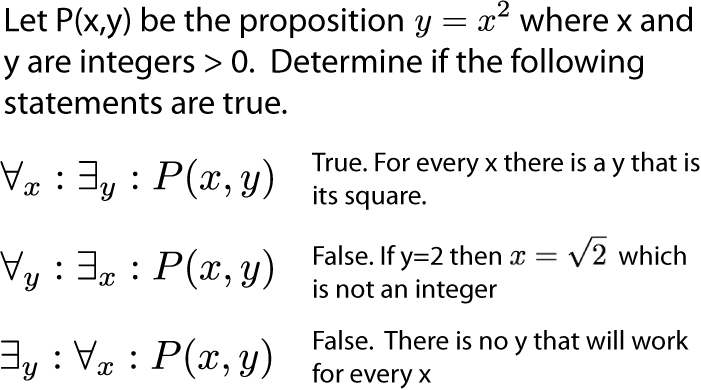 Let P(x,y) be the proposition y = x² where x and
y are integers > 0.  Determine if the following
statements are true.
∀ₓ : ∃ᵧ : P(x, y)
True. For every x there is a y that is
its square.
∀ᵧ : ∃ₓ : P(x, y)
False. If y=2 then x = √2 which
is not an integer
∃ᵧ : ∀ₓ : P(x, y)
False.  There is no y that will work
for every x